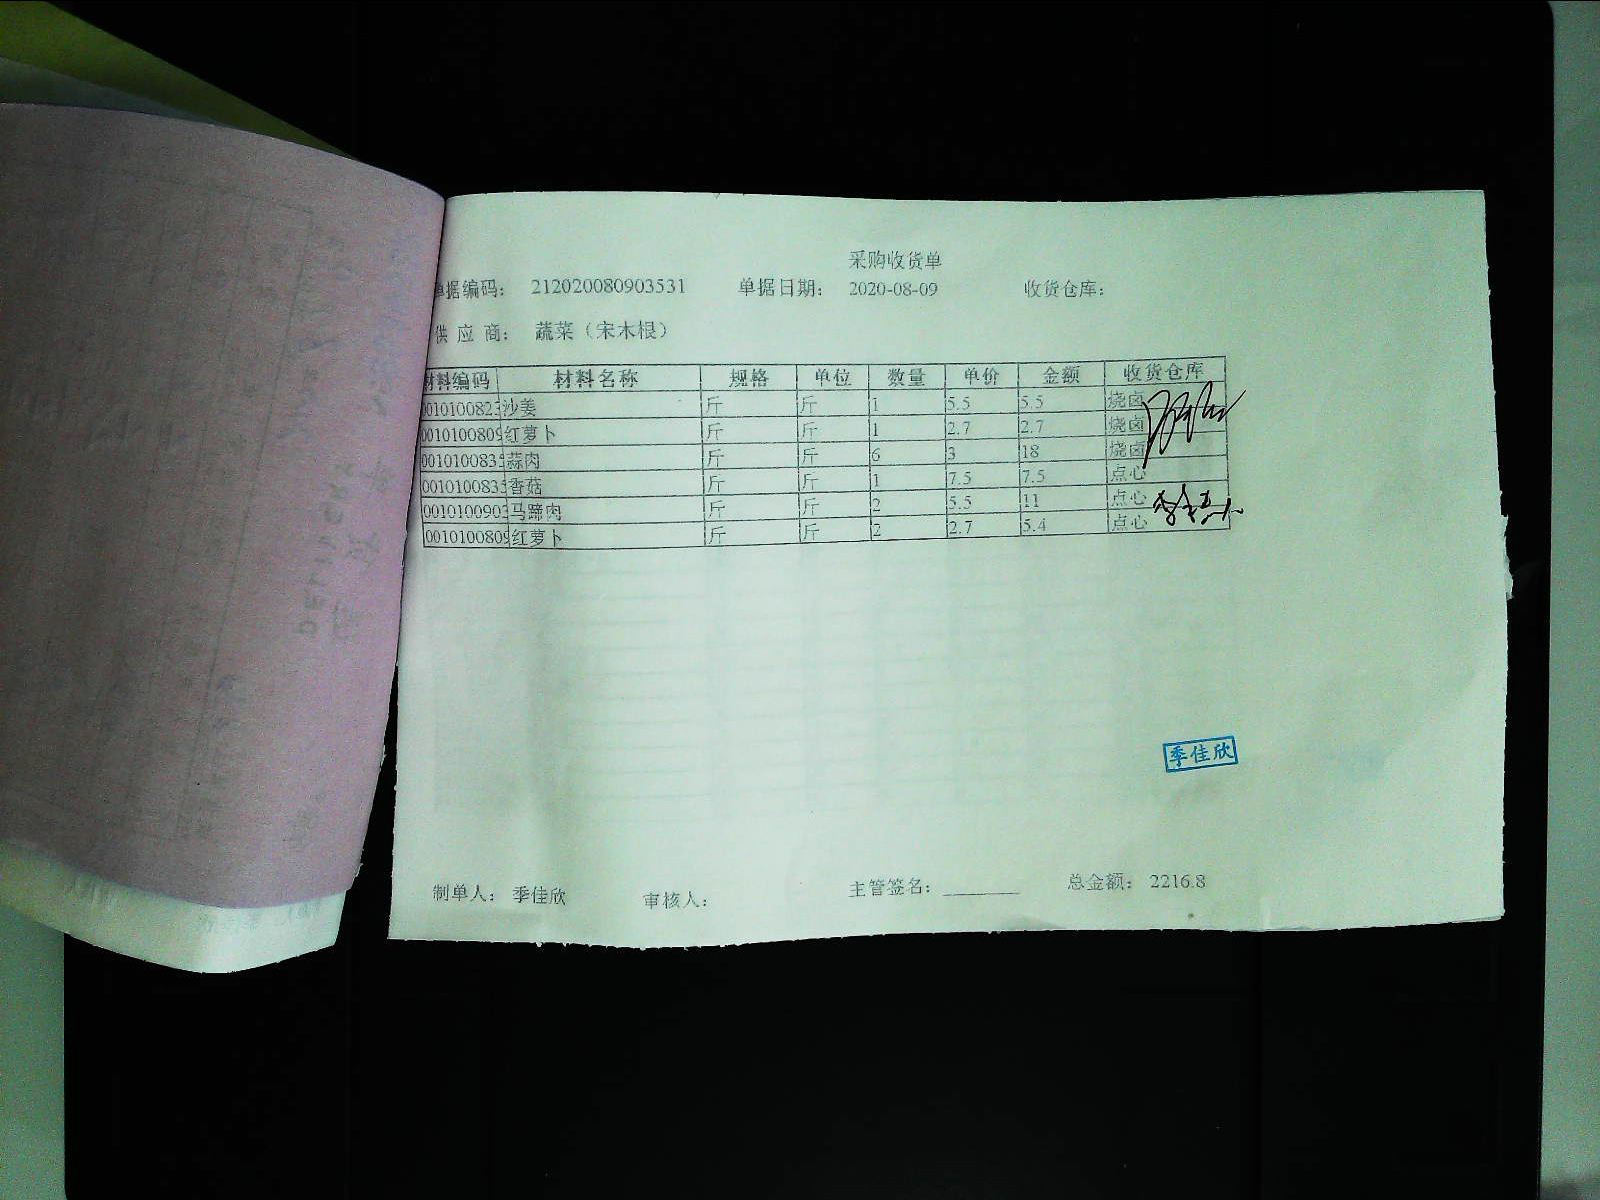 采购收货单
单据编码： 212020080903531 单据日期： 2020-08-09 收货仓库：
供 应 商： 蔬菜（宋木根）
材料编码 材料名称 规格 单位 数量 单价 金额 收货仓库
0010100823 沙姜 斤 斤 1 5.5 5.5 烧卤
001010080 红萝卜 斤 斤 1 2.7 2.7 烧卤
001010083 蒜肉 斤 斤 6 3 18 烧卤
001010083 香菇 斤 斤 1 7.5 7.5 点心
001010090 马蹄肉 斤 斤 2 5.5 11 点心
001010080 红萝卜 斤 斤 2 2.7 5.4 点心
季佳欣
制单人： 季佳欣 审核人： 主管签名： ________ 总金额： 2216.8